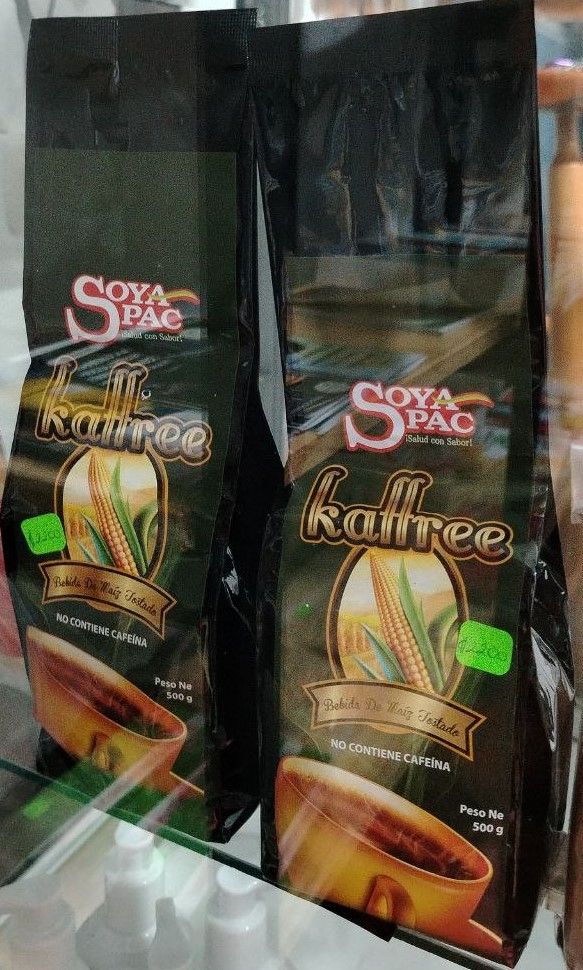 SOYA
PAC
¡Salud con Sabor!
kaffree
Bebida De Maíz Tostado
NO CONTIENE CAFEÍNA
Peso Ne
500 g
SOYA
PAC
¡Salud con Sabor!
kaffree
Bebida De Maíz Tostado
NO CONTIENE CAFEÍNA
Peso Ne
500 g